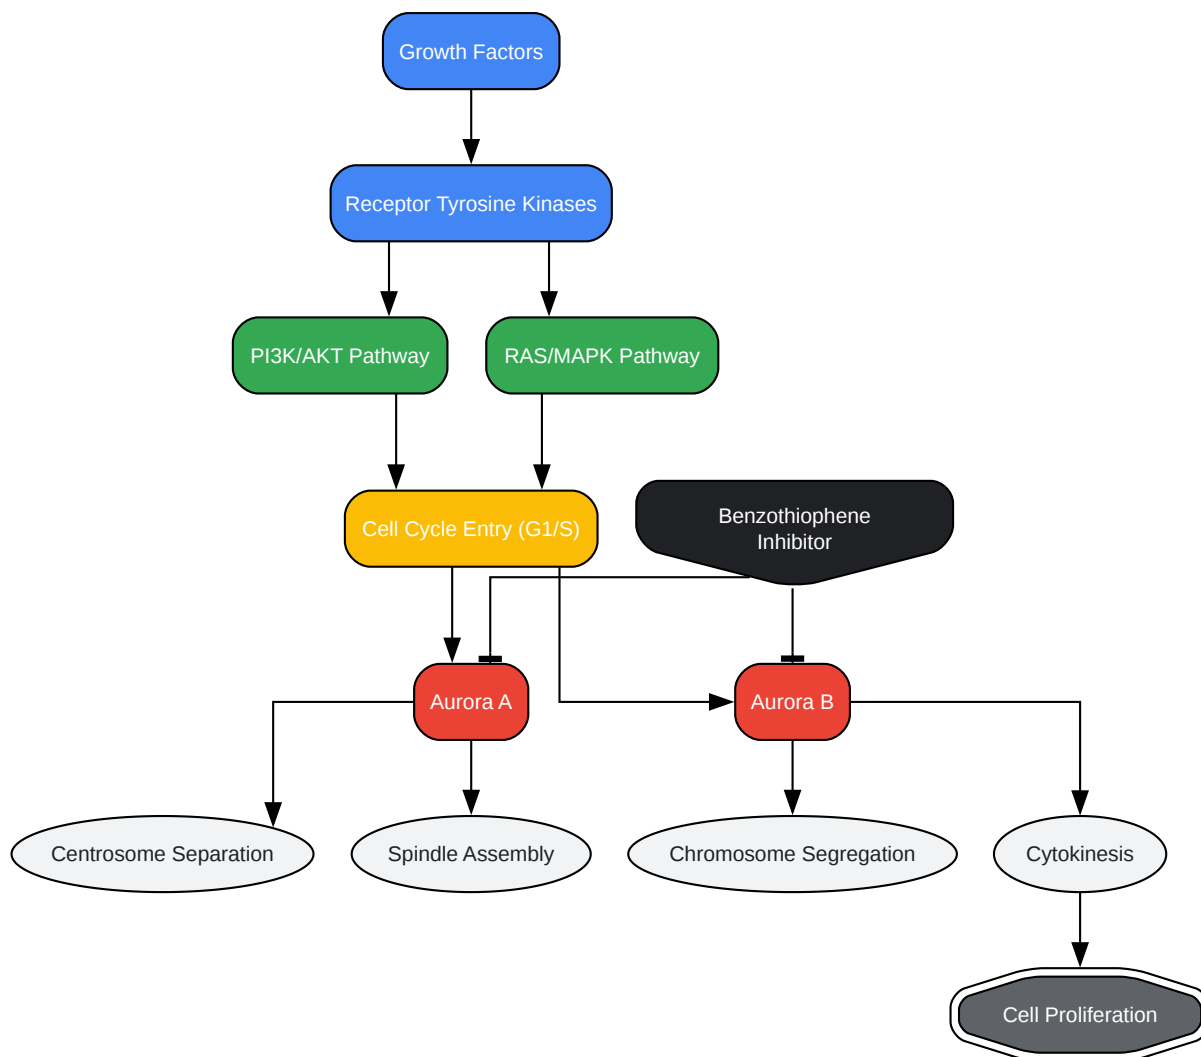 Growth Factors
Receptor Tyrosine Kinases
PI3K/AKT Pathway
RAS/MAPK Pathway
Cell Cycle Entry (G1/S)
Benzothiophene
Inhibitor
Aurora A
Aurora B
Centrosome Separation
Spindle Assembly
Chromosome Segregation
Cytokinesis
Cell Proliferation